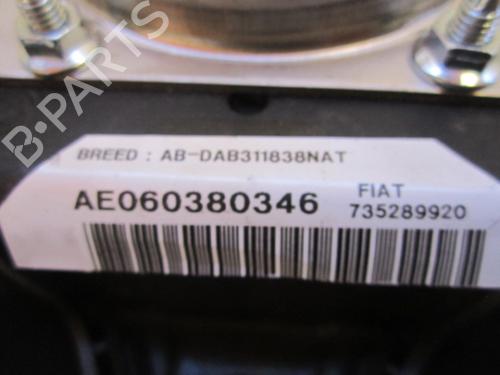 B-PARTS
BREED : AB-DAB311838NAT
AE060380346
FIAT
735289920